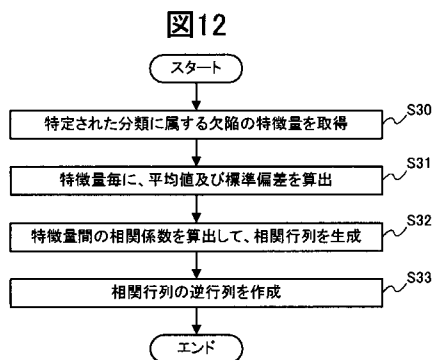 図12
スタート
特定された分類に属する欠陥の特徴量を取得
S30
特徴量毎に、平均値及び標準偏差を算出
S31
特徴量間の相関係数を算出して、相関行列を生成
S32
相関行列の逆行列を作成
S33
エンド